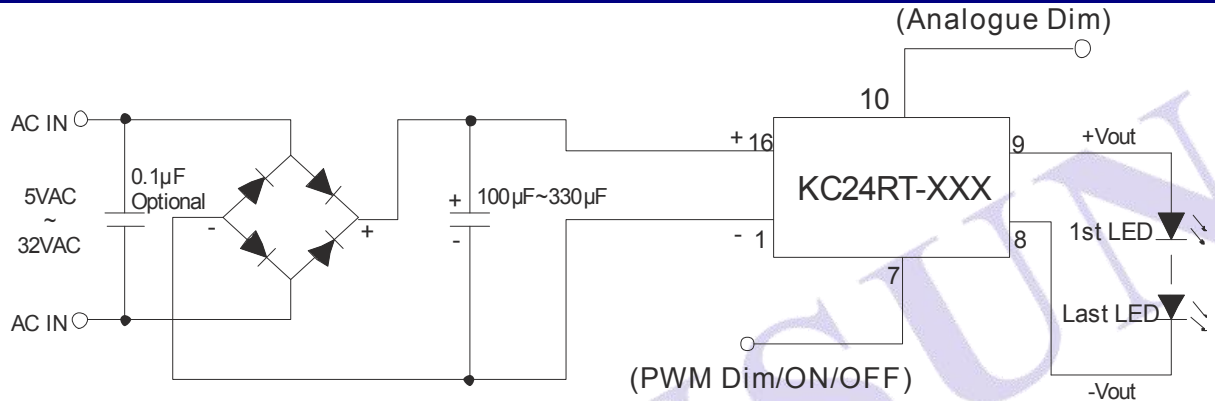 (Analogue Dim)
10
AC IN
+ 16
9
+Vout
0.1µF
Optional
5VAC
~
32VAC
+
100µF~330µF
KC24RT-XXX
-
+
-
- 1
8
1st LED
7
Last LED
AC IN
(PWM Dim/ON/OFF)
-Vout
SUN